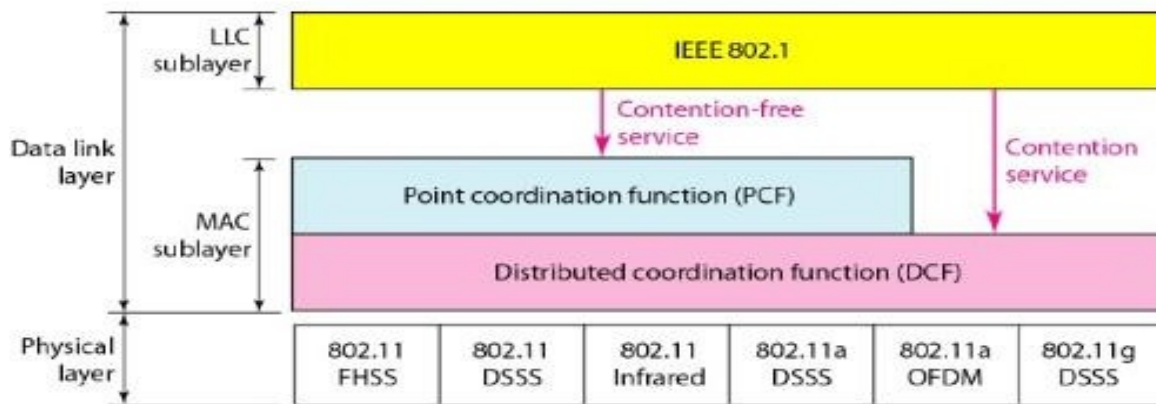 LLC
sublayer
IEEE 802.1
Contention-free
service
Data link
layer
Contention
service
Point coordination function (PCF)
MAC
sublayer
Distributed coordination function (DCF)
Physical
layer
802.11
FHSS
802.11
DSSS
802.11
Infrared
802.11a
DSSS
802.11a
OFDM
802.11g
DSSS